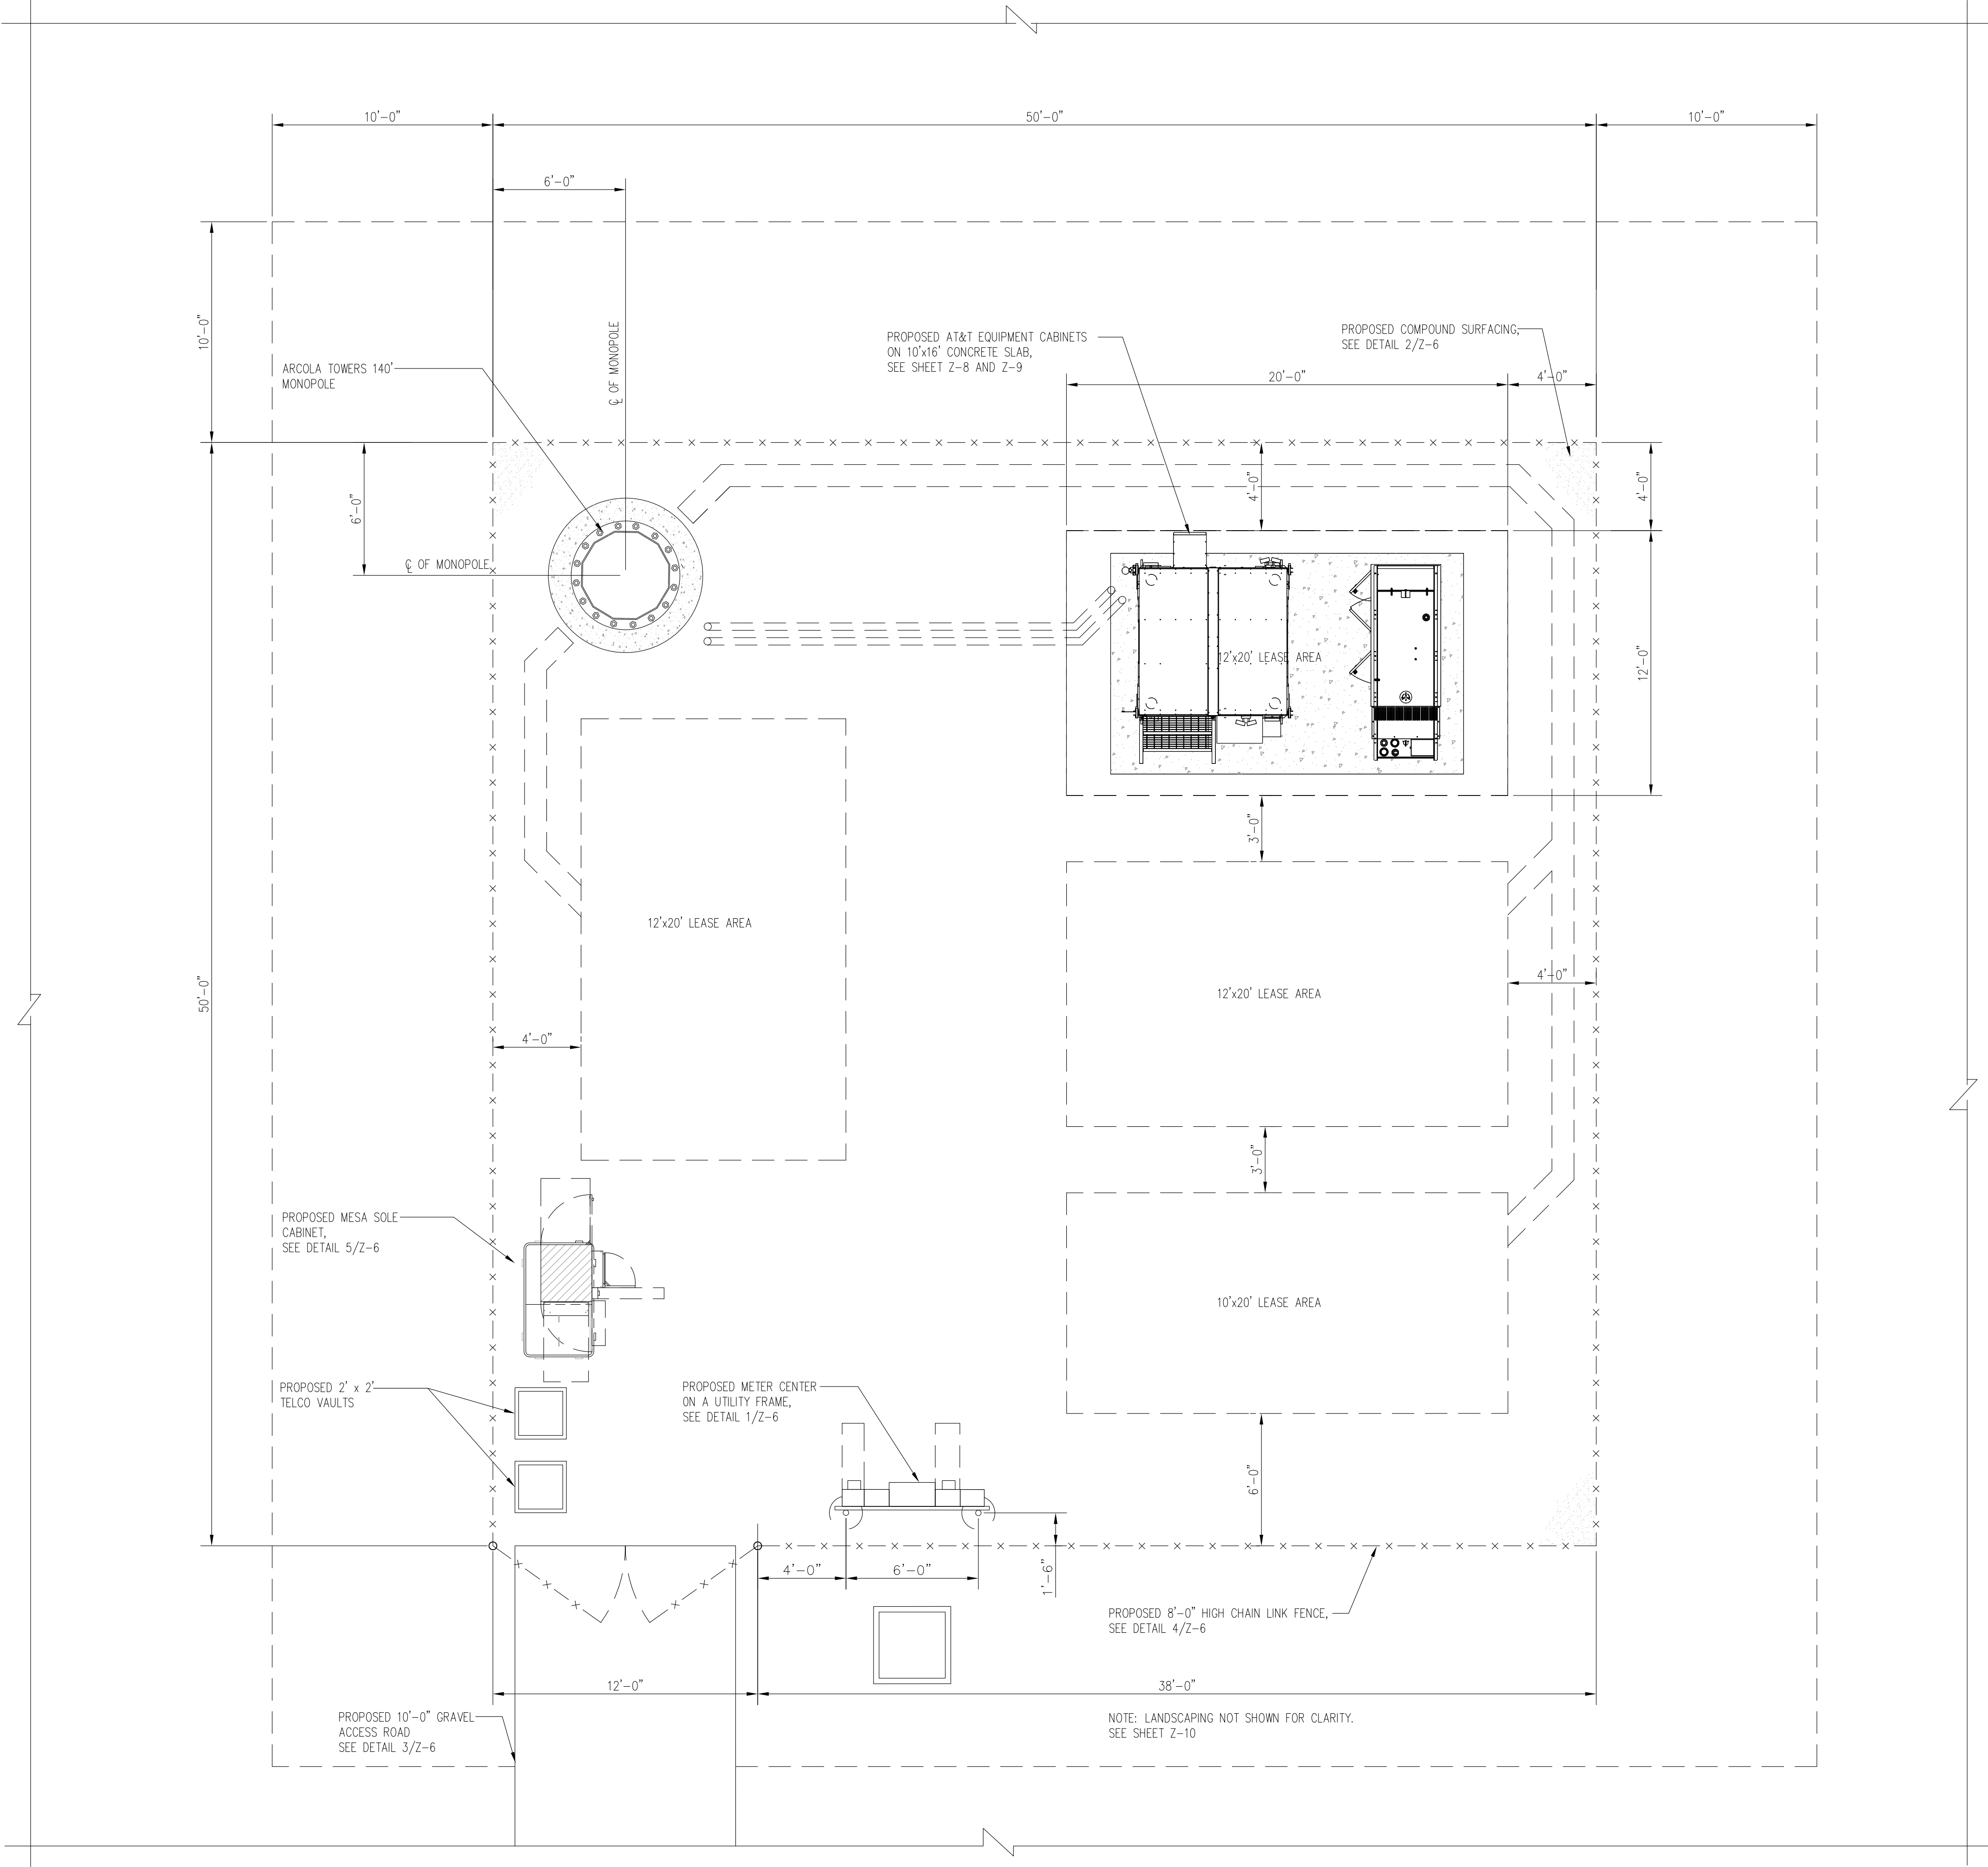 10'-0"
50'-0"
10'-0"
6'-0"
10'-0"
℄ OF MONOPOLE
ARCOLA TOWERS 140'
MONOPOLE
PROPOSED AT&T EQUIPMENT CABINETS
ON 10'x16' CONCRETE SLAB,
SEE SHEET Z-8 AND Z-9
PROPOSED COMPOUND SURFACING,
SEE DETAIL 2/Z-6
20'-0"
4'-0"
6'-0"
4'-0"
4'-0"
℄ OF MONOPOLE
12'x20' LEASE AREA
12'-0"
3'-0"
12'x20' LEASE AREA
50'-0"
12'x20' LEASE AREA
4'-0"
4'-0"
3'-0"
PROPOSED MESA SOLE
CABINET,
SEE DETAIL 5/Z-6
10'x20' LEASE AREA
PROPOSED 2' x 2'
TELCO VAULTS
PROPOSED METER CENTER
ON A UTILITY FRAME,
SEE DETAIL 1/Z-6
6'-0"
4'-0"
6'-0"
1'-6"
PROPOSED 8'-0" HIGH CHAIN LINK FENCE,
SEE DETAIL 4/Z-6
12'-0"
38'-0"
PROPOSED 10'-0" GRAVEL
ACCESS ROAD
SEE DETAIL 3/Z-6
NOTE: LANDSCAPING NOT SHOWN FOR CLARITY.
SEE SHEET Z-10